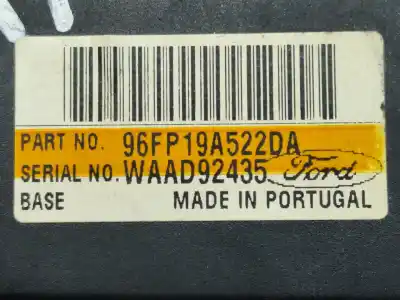 PART NO. 96FP19A522DA
SERIAL NO. WAAD92435 Ford
BASE MADE IN PORTUGAL